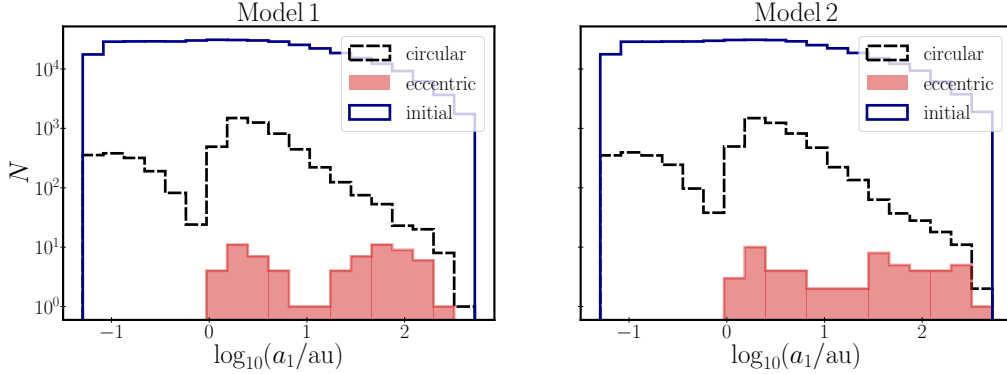 Model 1
Model 2
N
10^4
10^3
10^2
10^1
10^0
circular
eccentric
initial
circular
eccentric
initial
−1
0
1
2
−1
0
1
2
log10(a1/au)
log10(a1/au)